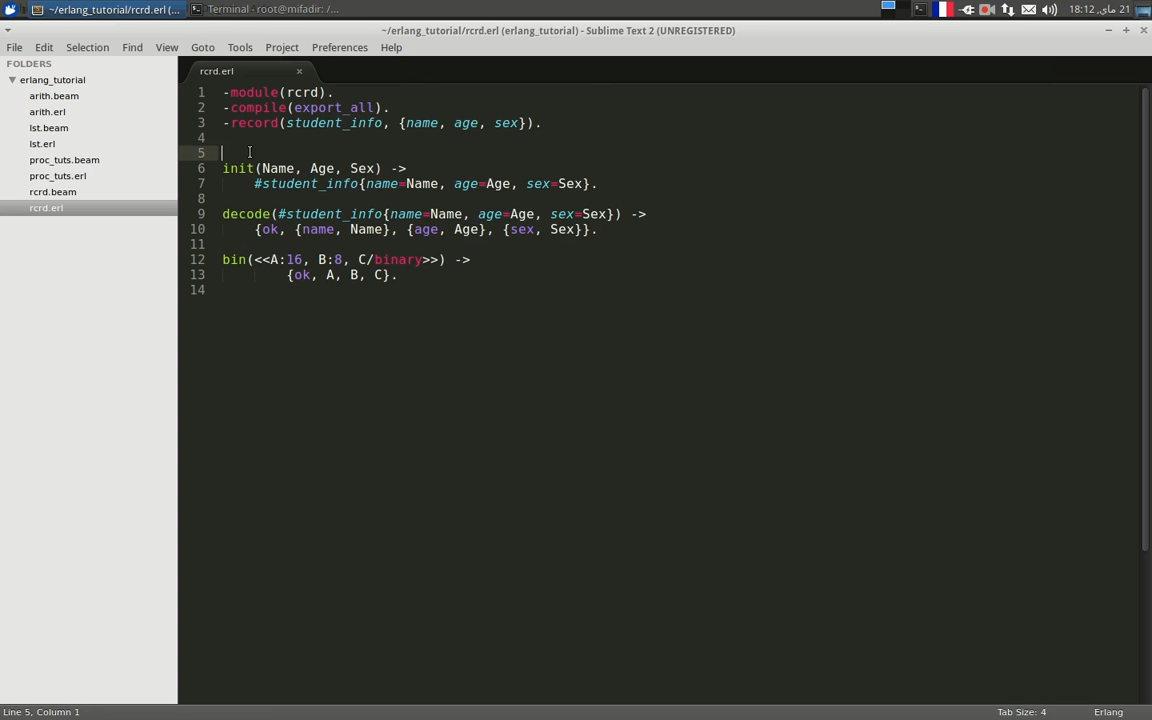 ~/erlang_tutorial/rcrd.erl (...
Terminal - root@mifadir: /...
21 ماي, 18:12
~/erlang_tutorial/rcrd.erl (erlang_tutorial) - Sublime Text 2 (UNREGISTERED)
File Edit Selection Find View Goto Tools Project Preferences Help
FOLDERS
erlang_tutorial
arith.beam
arith.erl
lst.beam
lst.erl
proc_tuts.beam
proc_tuts.erl
rcrd.beam
rcrd.erl
rcrd.erl ×
1 -module(rcrd).
2 -compile(export_all).
3 -record(student_info, {name, age, sex}).
4
5
6 init(Name, Age, Sex) ->
7     #student_info{name=Name, age=Age, sex=Sex}.
8
9 decode(#student_info{name=Name, age=Age, sex=Sex}) ->
10     {ok, {name, Name}, {age, Age}, {sex, Sex}}.
11
12 bin(<<A:16, B:8, C/binary>>) ->
13         {ok, A, B, C}.
14
Line 5, Column 1 Tab Size: 4 Erlang